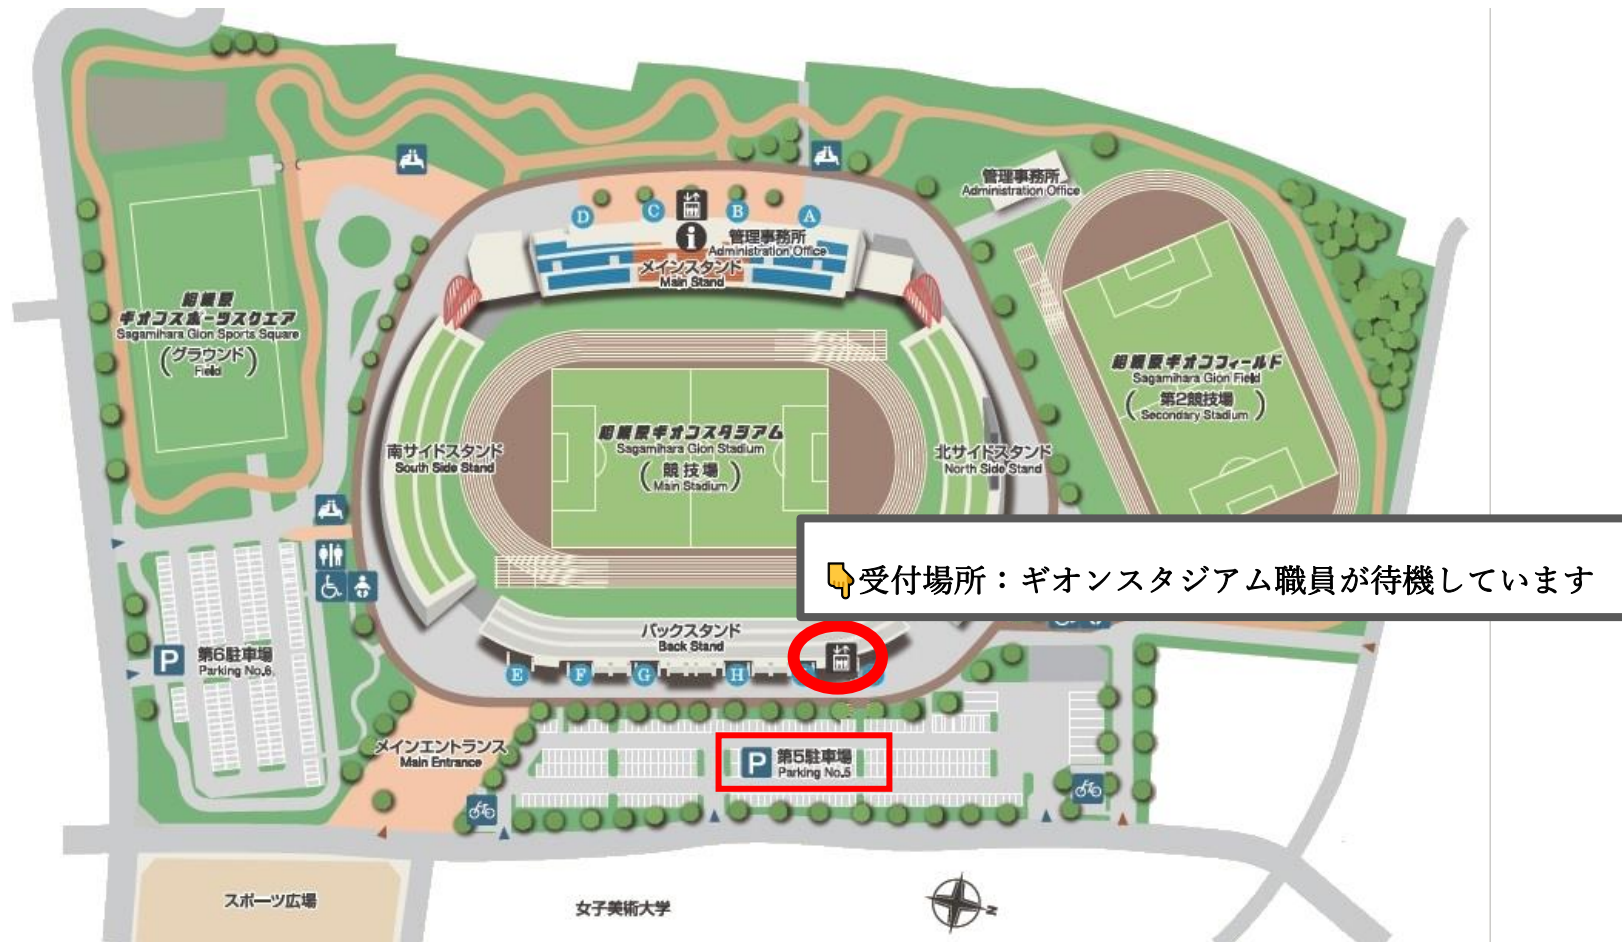 管理事務所
Administration Office
D
C
B
A
管理事務所
Administration Office
メインスタンド
Main Stand
相模原
ギオンスポーツスクエア
Sagamihara Gion Sports Square
(グラウンド)
Field
相模原ギオンフィールド
Sagamihara Gion Field
(第2競技場)
Secondary Stadium
相模原ギオンスタジアム
Sagamihara Gion Stadium
(競技場)
Main Stadium
南サイドスタンド
South Side Stand
北サイドスタンド
North Side Stand
👇受付場所：ギオンスタジアム職員が待機しています
バックスタンド
Back Stand
E
F
G
H
P 第6駐車場
Parking No.6
メインエントランス
Main Entrance
P 第5駐車場
Parking No.5
スポーツ広場
女子美術大学
N